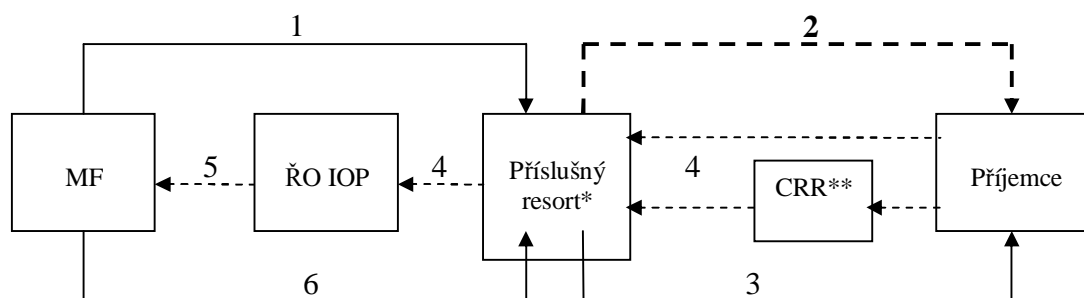 1
2
MF
5
ŘO IOP
4
Příslušný
resort*
4
CRR**
Příjemce
6
3